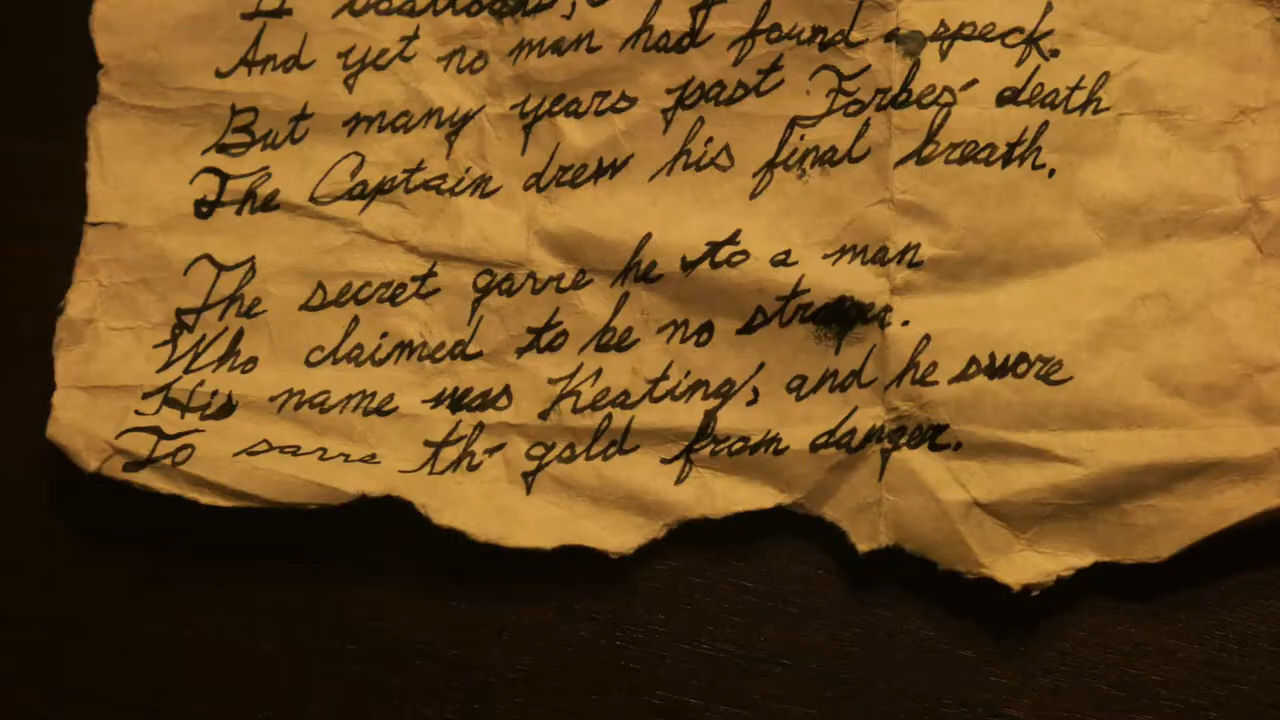 And yet no man had found a speck.
But many years past Forbes' death
The Captain drew his final breath.
The secret gave he to a man
Who claimed to be no stranger.
His name was Keating, and he swore
To save the gold from danger.